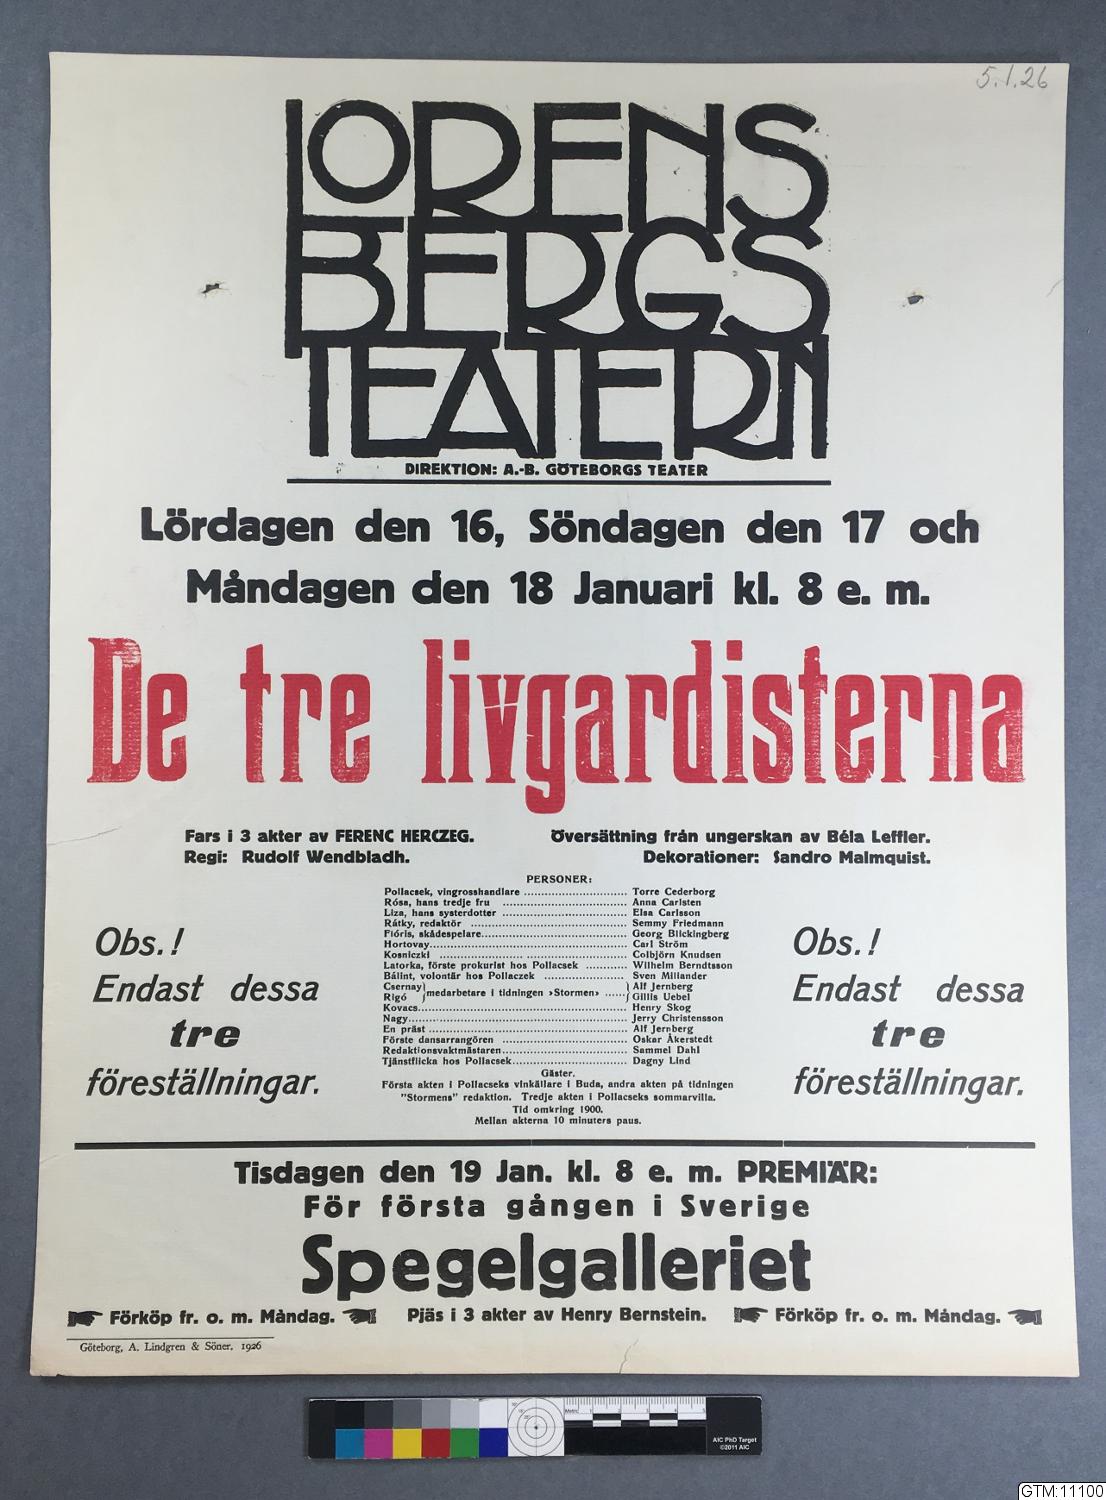 5.1.26
LORENS
BERGS
TEATERN
DIREKTION: A.-B. GÖTEBORGS TEATER
Lördagen den 16, Söndagen den 17 och
Måndagen den 18 Januari kl. 8 e. m.
De tre livgardisterna
Fars i 3 akter av FERENC HERCZEG. Översättning från ungerskan av Béla Leffler.
Regi: Rudolf Wendbladh. Dekorationer: Sandro Malmquist.
PERSONER:
Pollacsek, vingrosshandlare Torre Cederborg
Rósa, hans tredje fru Anna Carlsten
Liza, hans systerdotter Elsa Carlsson
Rátky, redaktör Semmy Friedmann
Flóris, skådespelare Georg Blickingberg
Hortovay Carl Ström
Kosniczki Colbjörn Knudsen
Latorka, förste prokurist hos Pollacsek Wilhelm Berndtsson
Bálint, volontär hos Pollaczek Sven Millander
Csernay } medarbetare i tidningen »Stormen» { Alf Jernberg
Rigó Gillis Uebel
Kovacs Henry Skog
Nagy Jerry Christensson
En präst Alf Jernberg
Förste dansarrangören Oskar Åkerstedt
Redaktionsvaktmästaren Sammel Dahl
Tjänstflicka hos Pollacsek Dagny Lind
Gäster.
Första akten i Pollacseks vinkällare i Buda, andra akten på tidningen
"Stormens" redaktion. Tredje akten i Pollacseks sommarvilla.
Tid omkring 1900.
Mellan akterna 10 minuters paus.
Obs.!
Endast dessa
tre
föreställningar.
Obs.!
Endast dessa
tre
föreställningar.
Tisdagen den 19 Jan. kl. 8 e. m. PREMIÄR:
För första gången i Sverige
Spegelgalleriet
Förköp fr. o. m. Måndag. Pjäs i 3 akter av Henry Bernstein. Förköp fr. o. m. Måndag.
Göteborg, A. Lindgren & Söner, 1926
AIC PhD Target
©2011 AIC
GTM:11100